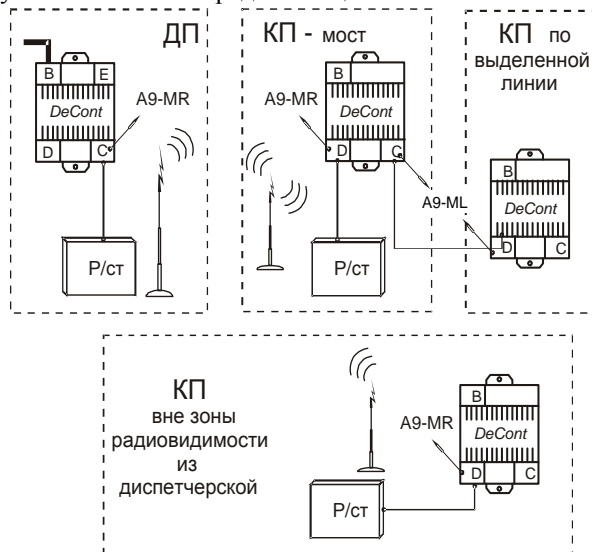 ДП
B E
DeCont
D C
A9-MR
Р/ст
КП - мост
B
A9-MR
DeCont
D C
A9-ML
Р/ст
КП по
выделенной
линии
B
DeCont
D C
КП
вне зоны
радиовидимости
из
диспетчерской
B
A9-MR
DeCont
D C
Р/ст